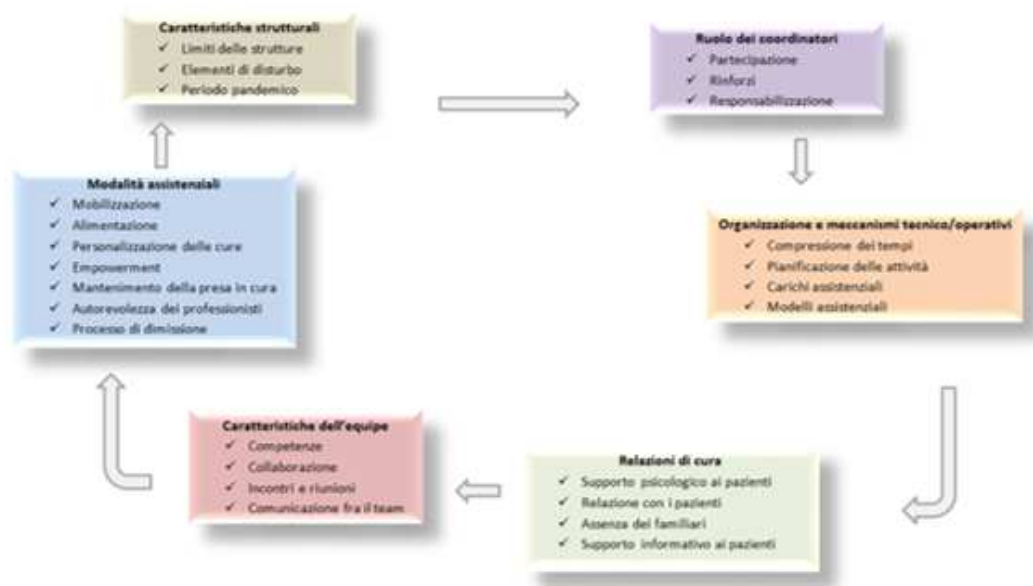 Caratteristiche strutturali
✓ Limiti delle strutture
✓ Elementi di disturbo
✓ Periodo pandemico
Ruolo dei coordinatori
✓ Partecipazione
✓ Rinforzi
✓ Responsabilizzazione
Organizzazione e meccanismi tecnico/operativi
✓ Compressione dei tempi
✓ Pianificazione delle attività
✓ Carichi assistenziali
✓ Modelli assistenziali
Relazioni di cura
✓ Supporto psicologico ai pazienti
✓ Relazione con i pazienti
✓ Assenza dei familiari
✓ Supporto informativo ai pazienti
Caratteristiche dell'equipe
✓ Competenze
✓ Collaborazione
✓ Incontri e riunioni
✓ Comunicazione fra il team
Modalità assistenziali
✓ Mobilizzazione
✓ Alimentazione
✓ Personalizzazione delle cure
✓ Empowerment
✓ Mantenimento della presa in cura
✓ Autorevolezza dei professionisti
✓ Processo di dimissione